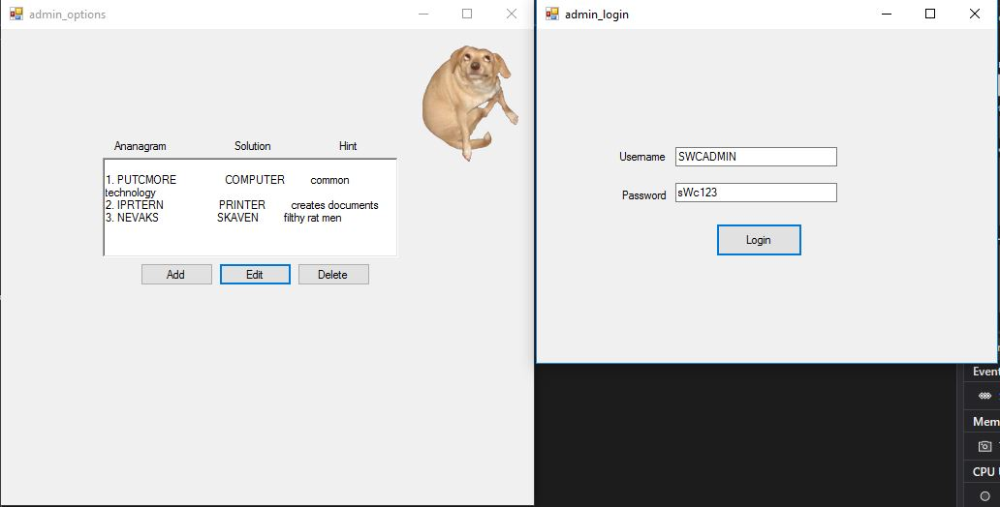 admin_options
Ananagram Solution Hint
1. PUTCMORE COMPUTER common
technology
2. IPRTERN PRINTER creates documents
3. NEVAKS SKAVEN filthy rat men
Add Edit Delete
admin_login
Username SWCADMIN
Password sWc123
Login
Event
Mem
CPU